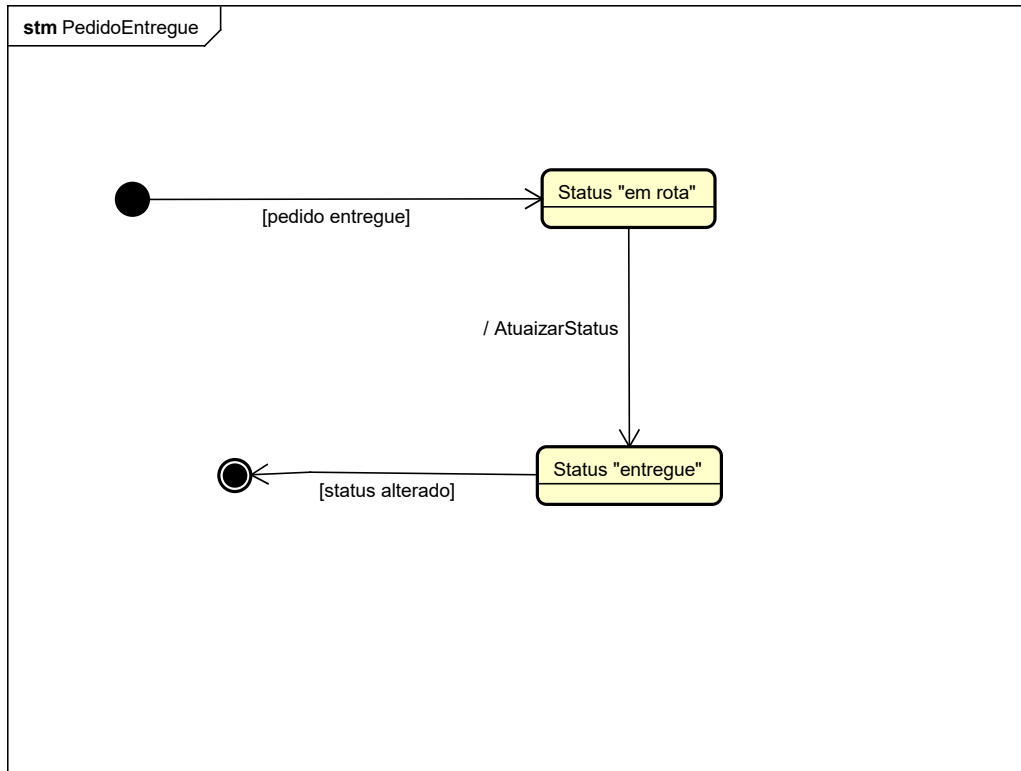 stm PedidoEntregue
Status "em rota"
[pedido entregue]
/ AtuaizarStatus
Status "entregue"
[status alterado]